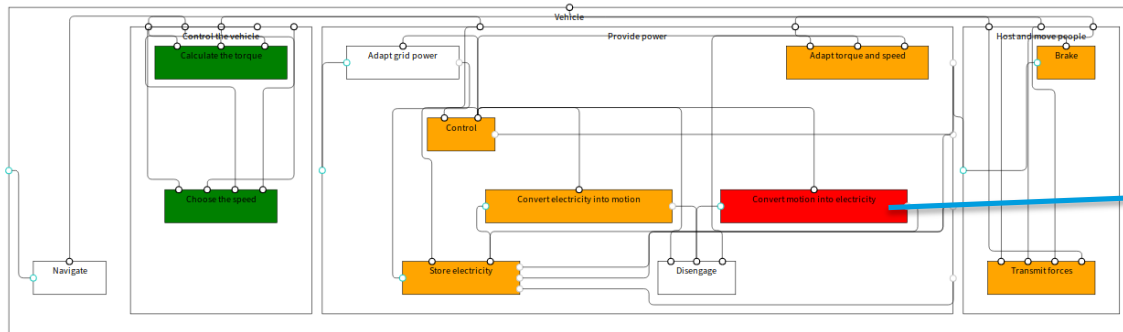 Vehicle
Control the vehicle
Provide power
Host and move people
Calculate the torque
Adapt grid power
Adapt torque and speed
Brake
Control
Choose the speed
Convert electricity into motion
Convert motion into electricity
Navigate
Store electricity
Disengage
Transmit forces